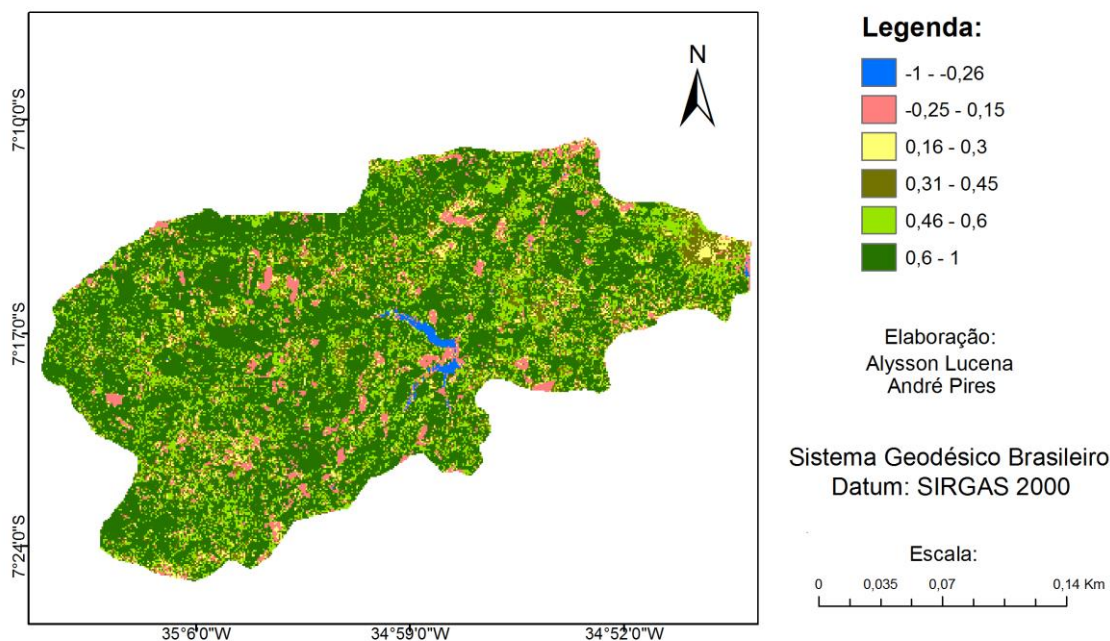 N
7°10'0"S
7°17'0"S
7°24'0"S
35°6'0"W
34°59'0"W
34°52'0"W
Legenda:
-1 - -0,26
-0,25 - 0,15
0,16 - 0,3
0,31 - 0,45
0,46 - 0,6
0,6 - 1
Elaboração:
Alysson Lucena
André Pires
Sistema Geodésico Brasileiro
Datum: SIRGAS 2000
Escala:
0 0,035 0,07 0,14 Km